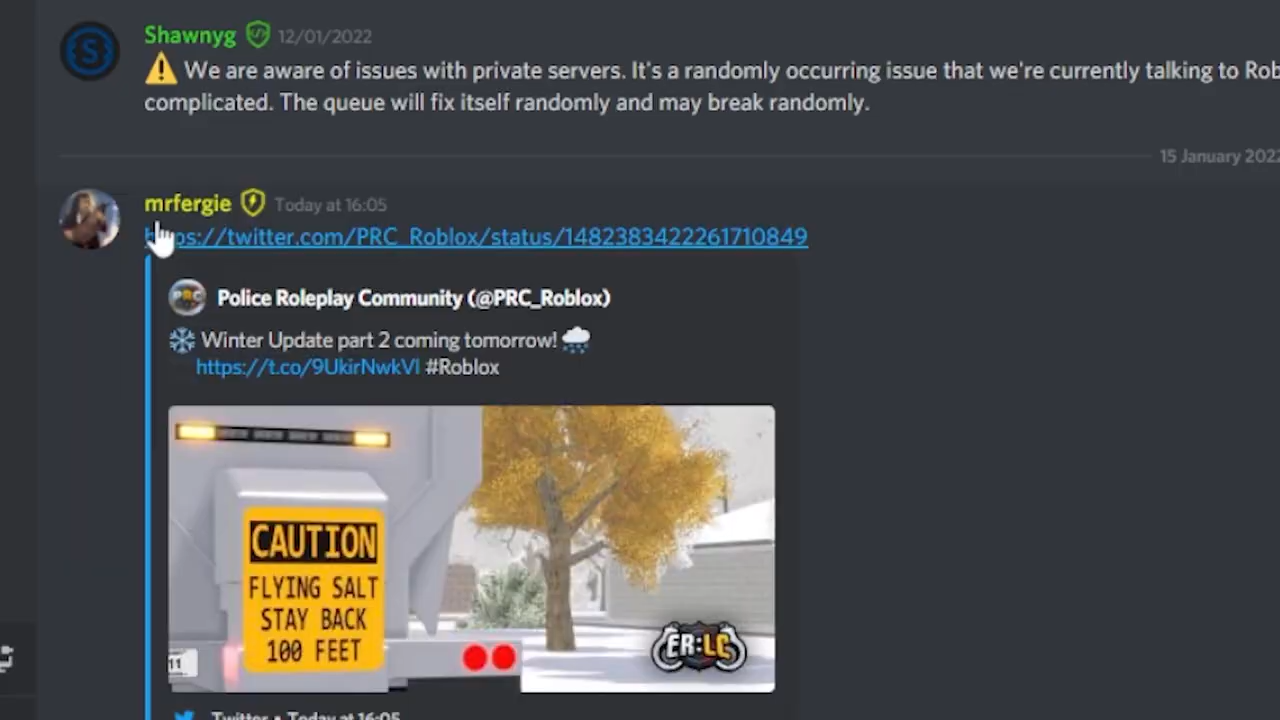 Shawnyg 12/01/2022
⚠️ We are aware of issues with private servers. It's a randomly occurring issue that we're currently talking to
complicated. The queue will fix itself randomly and may break randomly.
15 January 2022
mrfergie Today at 16:05
https://twitter.com/PRC_Roblox/status/1482383422261710849
Police Roleplay Community (@PRC_Roblox)
❄️ Winter Update part 2 coming tomorrow! 🌨️
https://t.co/9UkirNwkVl #Roblox
CAUTION
FLYING SALT
STAY BACK
100 FEET
11
ER:LC
Twitter • Today at 16:05